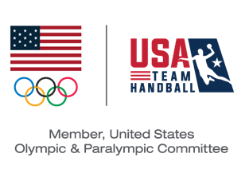 USA
TEAM
HANDBALL
Member, United States
Olympic & Paralympic Committee